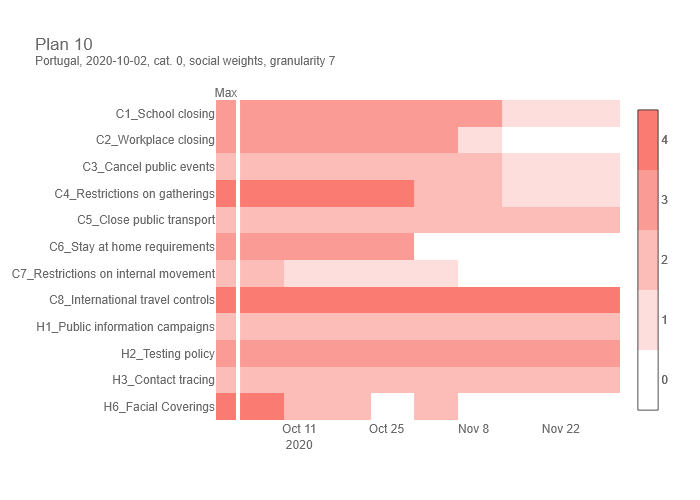 Plan 10
Portugal, 2020-10-02, cat. 0, social weights, granularity 7
Max
C1_School closing
C2_Workplace closing
C3_Cancel public events
C4_Restrictions on gatherings
C5_Close public transport
C6_Stay at home requirements
C7_Restrictions on internal movement
C8_International travel controls
H1_Public information campaigns
H2_Testing policy
H3_Contact tracing
H6_Facial Coverings
Oct 11
2020
Oct 25
Nov 8
Nov 22
4
3
2
1
0